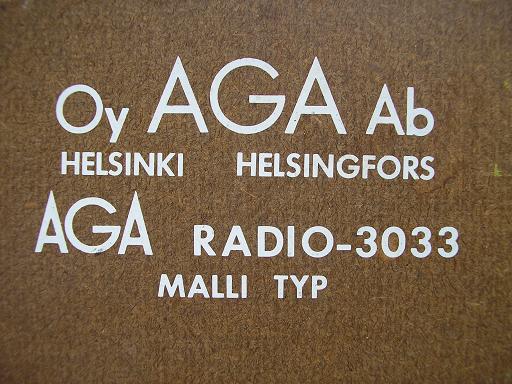 Oy AGA Ab
HELSINKI HELSINGFORS
AGA RADIO-3033
MALLI TYP